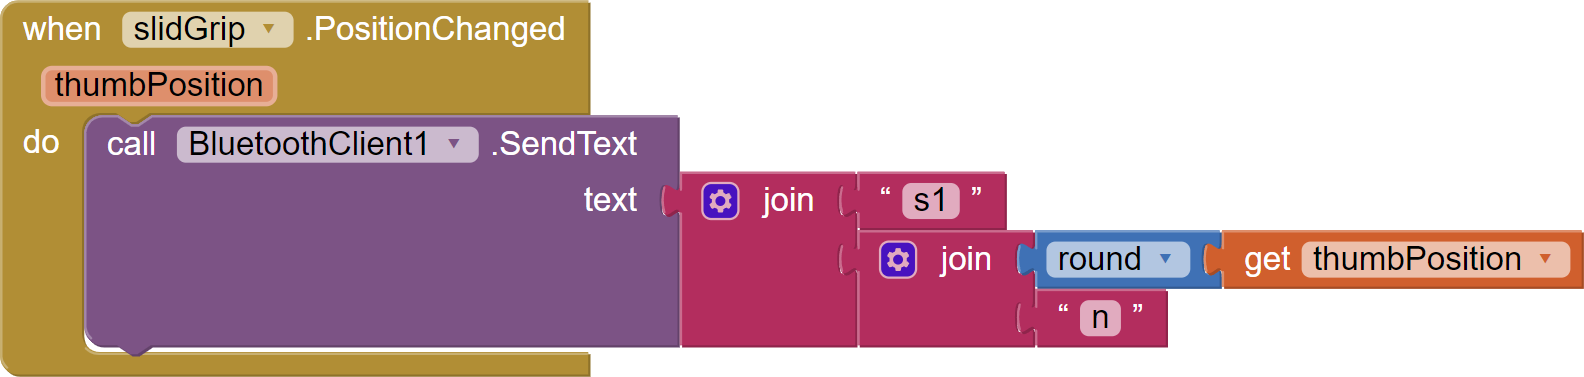 when slidGrip .PositionChanged
thumbPosition
do call BluetoothClient1 .SendText
text join “ s1 ”
join round get thumbPosition
“ n ”